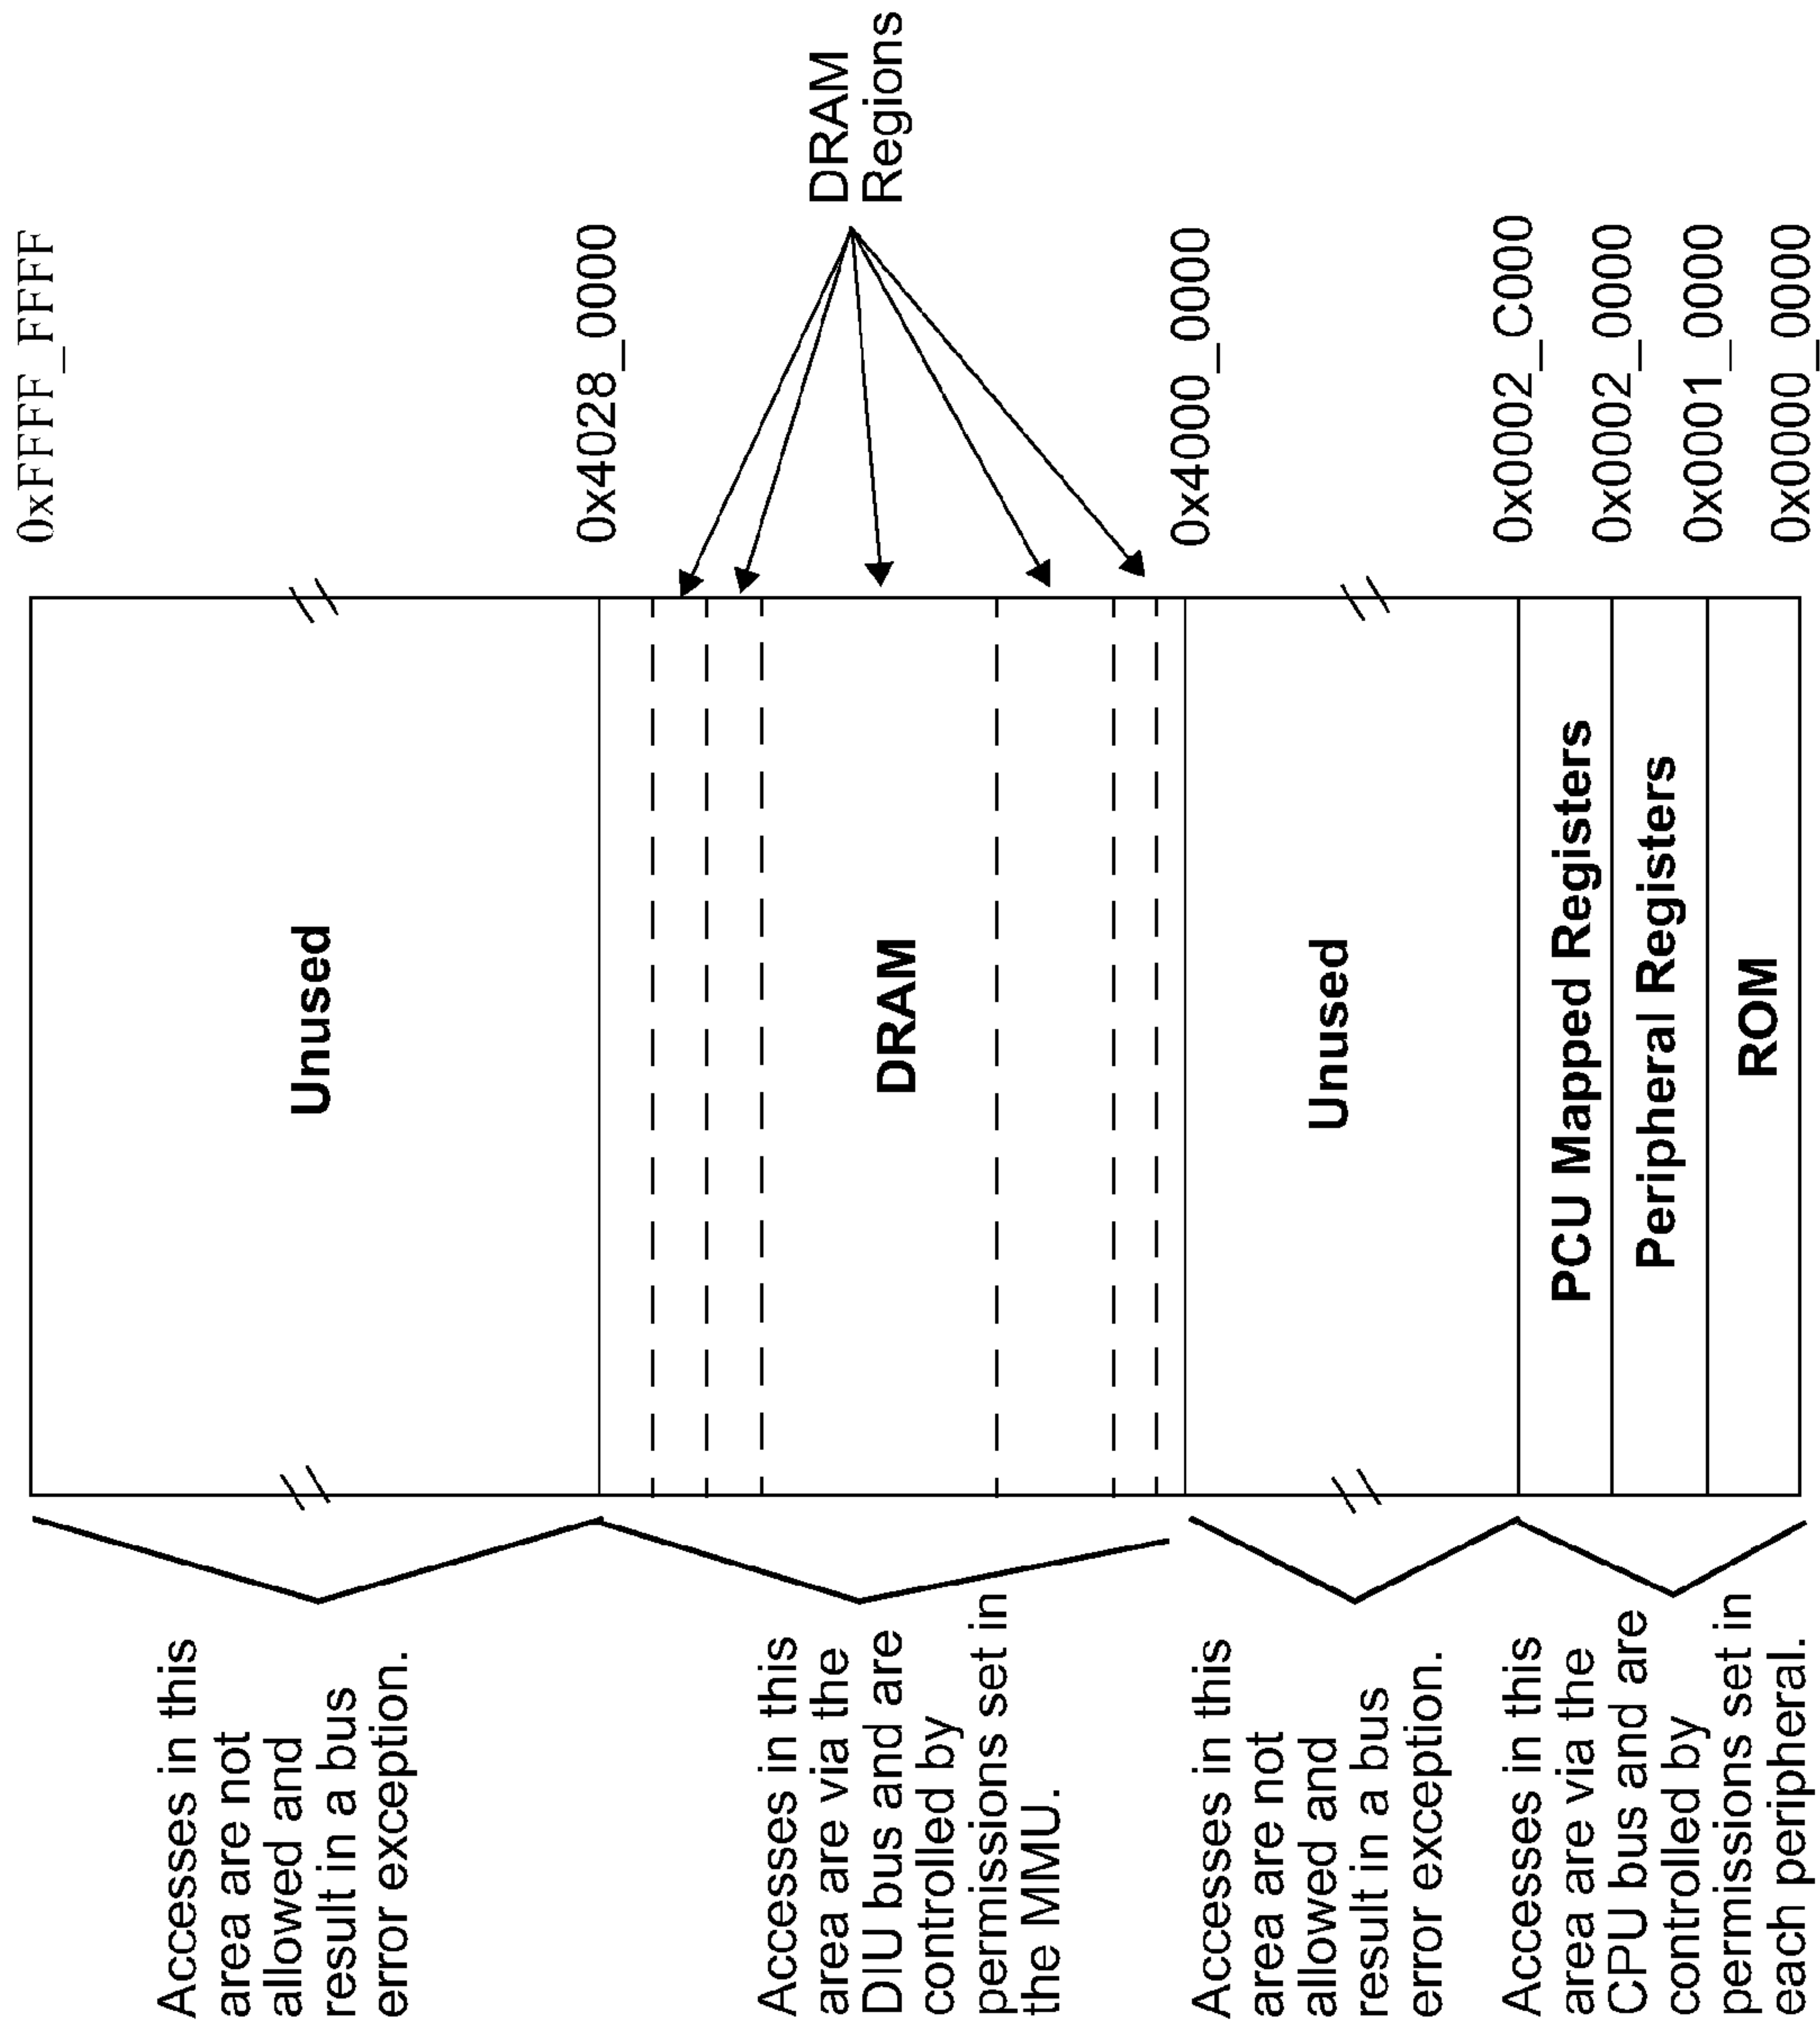 Accesses in this
area are not
allowed and
result in a bus
error exception.
Accesses in this
area are via the
DIU bus and are
controlled by
permissions set in
the MMU.
Accesses in this
area are not
allowed and
result in a bus
error exception.
Accesses in this
area are via the
CPU bus and are
controlled by
permissions set in
each peripheral.
Unused
DRAM
Unused
PCU Mapped Registers
Peripheral Registers
ROM
0xFFFF_FFFF
0x4028_0000
0x4000_0000
0x0002_C000
0x0002_0000
0x0001_0000
0x0000_0000
DRAM
Regions